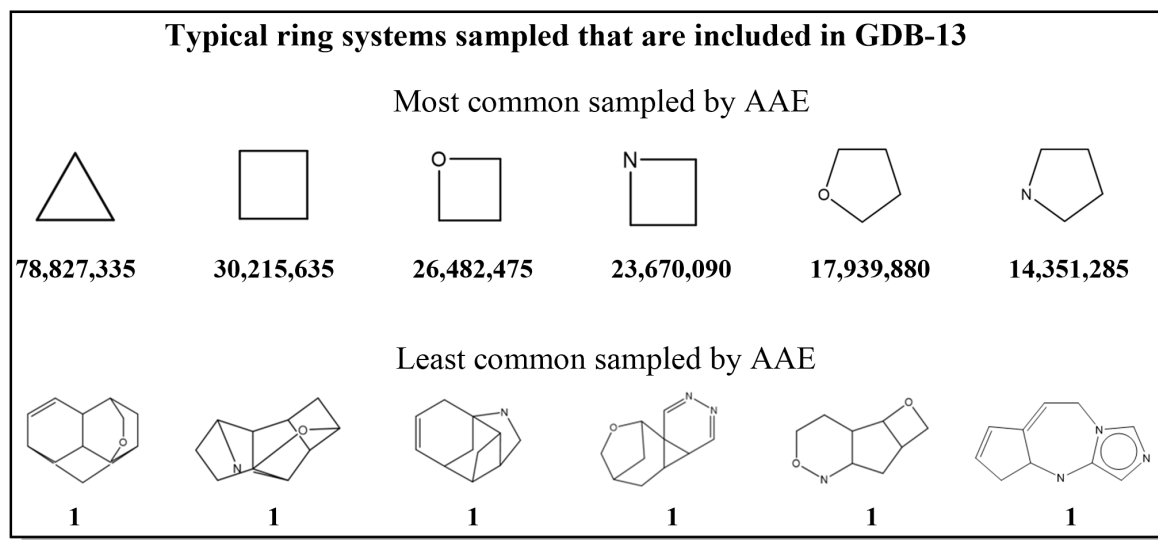 Typical ring systems sampled that are included in GDB-13
Most common sampled by AAE
O N O N
78,827,335 30,215,635 26,482,475 23,670,090 17,939,880 14,351,285
Least common sampled by AAE
O N O N O N N O N O N N N
1 1 1 1 1 1